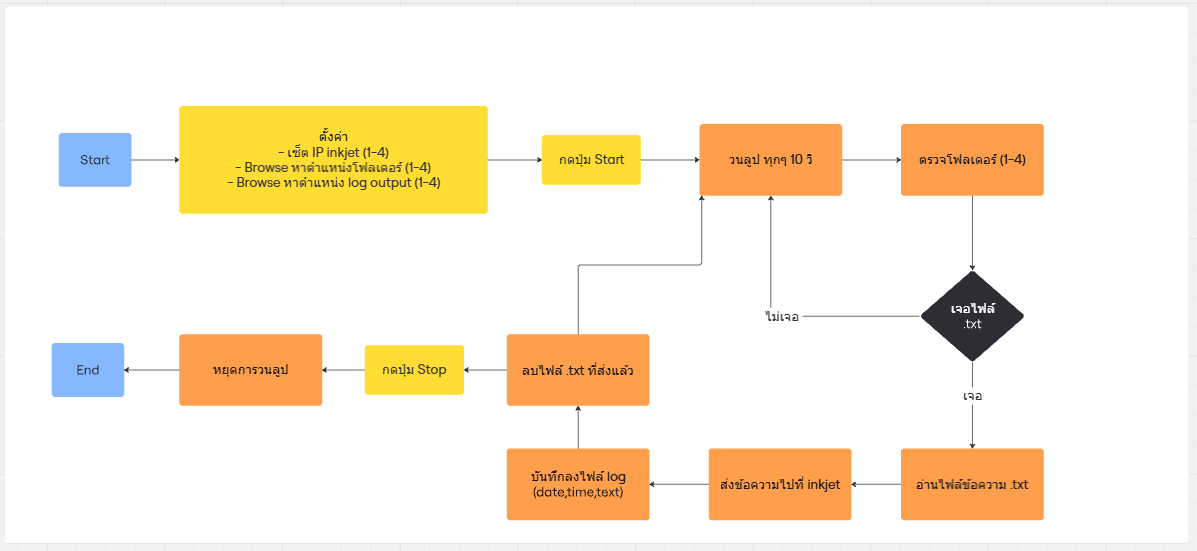 Start
ตั้งค่า
- เซ็ต IP inkjet (1-4)
- Browse หาตำแหน่งโฟลเดอร์ (1-4)
- Browse หาตำแหน่ง log output (1-4)
กดปุ่ม Start
วนลูป ทุกๆ 10 วิ
ตรวจโฟลเดอร์ (1-4)
เจอไฟล์
.txt
ไม่เจอ
เจอ
อ่านไฟล์ข้อความ .txt
ส่งข้อความไปที่ inkjet
บันทึกลงไฟล์ log
(date,time,text)
ลบไฟล์ .txt ที่ส่งแล้ว
กดปุ่ม Stop
หยุดการวนลูป
End